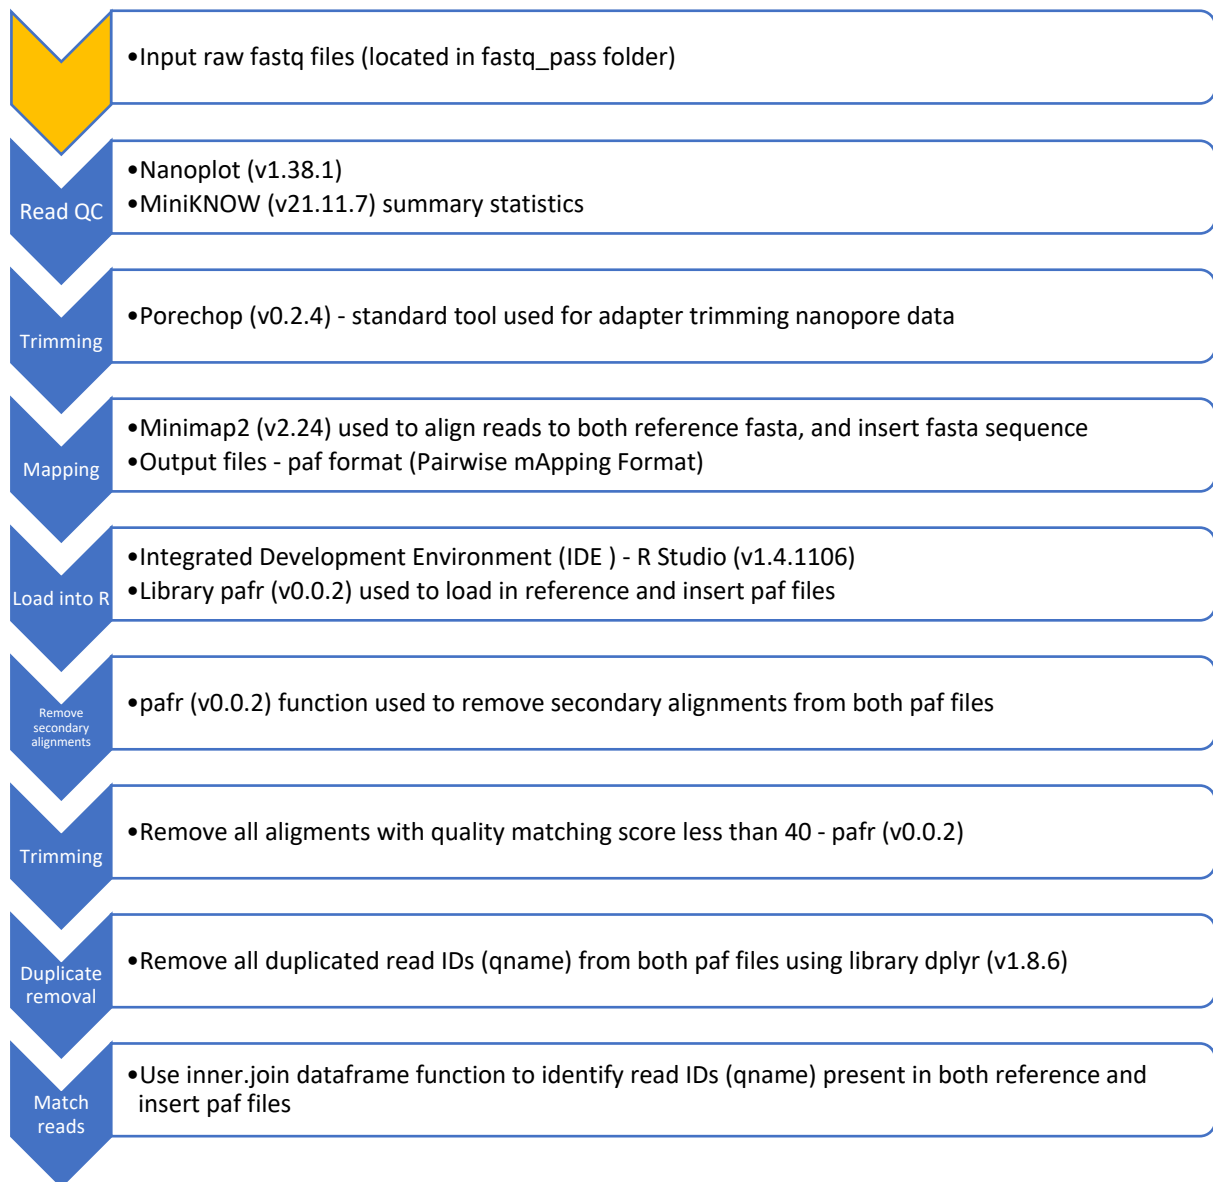 •Input raw fastq files (located in fastq_pass folder)
Read QC
•Nanoplot (v1.38.1)
•MiniKNOW (v21.11.7) summary statistics
Trimming
•Porechop (v0.2.4) - standard tool used for adapter trimming nanopore data
Mapping
•Minimap2 (v2.24) used to align reads to both reference fasta, and insert fasta sequence
•Output files - paf format (Pairwise mApping Format)
Load into R
•Integrated Development Environment (IDE ) - R Studio (v1.4.1106)
•Library pafr (v0.0.2) used to load in reference and insert paf files
Remove
secondary
alignments
•pafr (v0.0.2) function used to remove secondary alignments from both paf files
Trimming
•Remove all aligments with quality matching score less than 40 - pafr (v0.0.2)
Duplicate
removal
•Remove all duplicated read IDs (qname) from both paf files using library dplyr (v1.8.6)
Match
reads
•Use inner.join dataframe function to identify read IDs (qname) present in both reference and
insert paf files